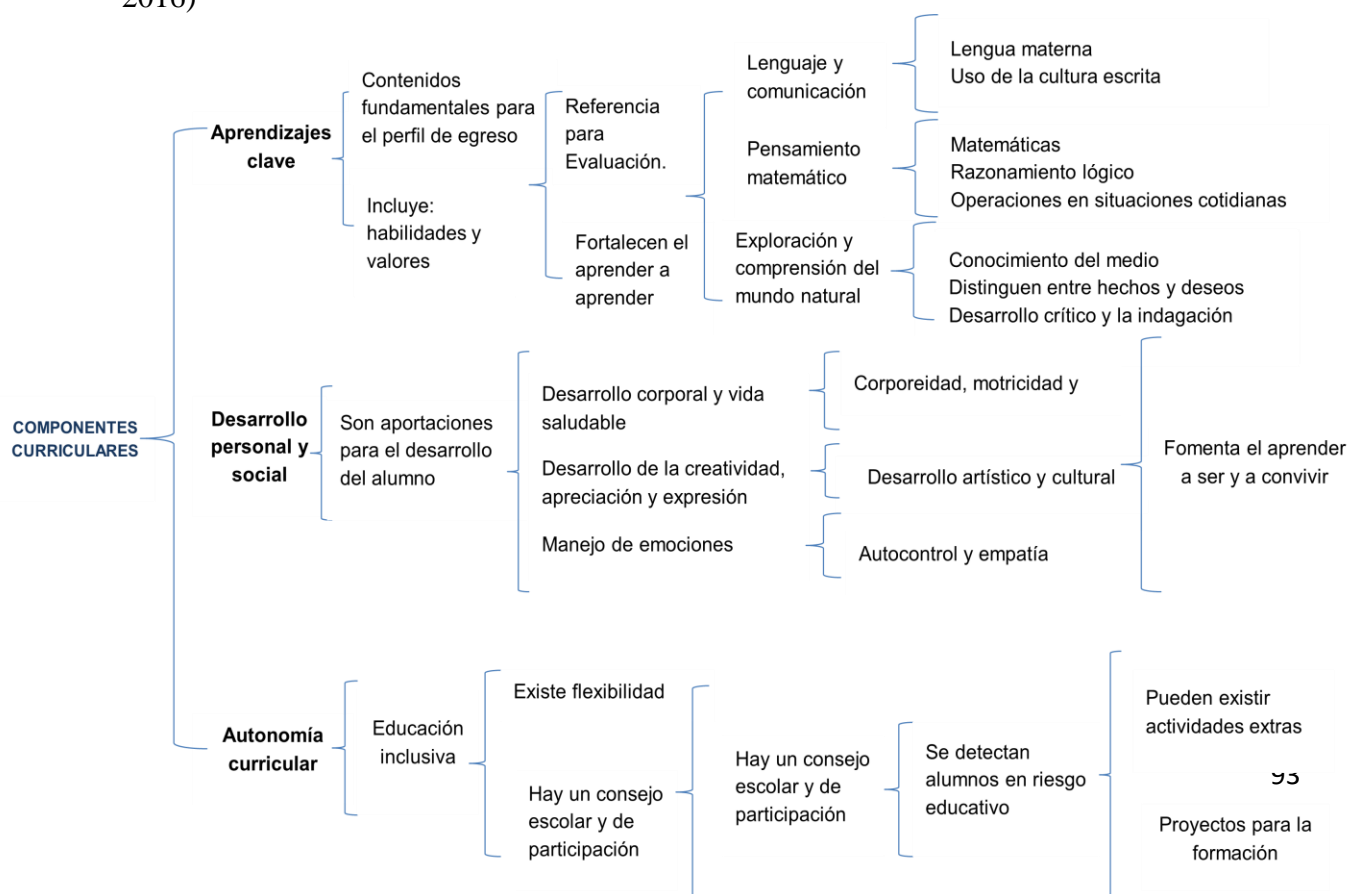 2016)
Lenguaje y
comunicación
Lengua materna
Uso de la cultura escrita
Contenidos
fundamentales para
el perfil de egreso
Aprendizajes
clave
Referencia
para
Evaluación.
Pensamiento
matemático
Matemáticas
Razonamiento lógico
Operaciones en situaciones cotidianas
Incluye:
habilidades y
valores
Fortalecen el
aprender a
aprender
Exploración y
comprensión del
mundo natural
Conocimiento del medio
Distinguen entre hechos y deseos
Desarrollo crítico y la indagación
COMPONENTES
CURRICULARES
Desarrollo
personal y
social
Son aportaciones
para el desarrollo
del alumno
Desarrollo corporal y vida
saludable
Corporeidad, motricidad y
Desarrollo de la creatividad,
apreciación y expresión
Desarrollo artístico y cultural
Manejo de emociones
Autocontrol y empatía
Fomenta el aprender
a ser y a convivir
Autonomía
curricular
Educación
inclusiva
Existe flexibilidad
Hay un consejo
escolar y de
participación
Hay un consejo
escolar y de
participación
Se detectan
alumnos en riesgo
educativo
Pueden existir
actividades extras
93
Proyectos para la
formación